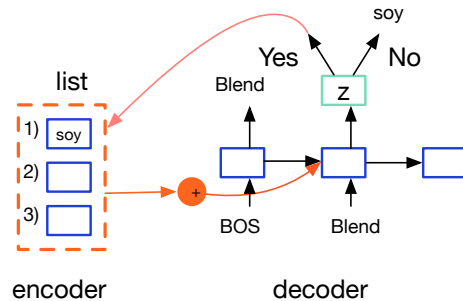 soy
Yes
No
list
Blend
z
1)
soy
2)
3)
+
BOS
Blend
encoder
decoder